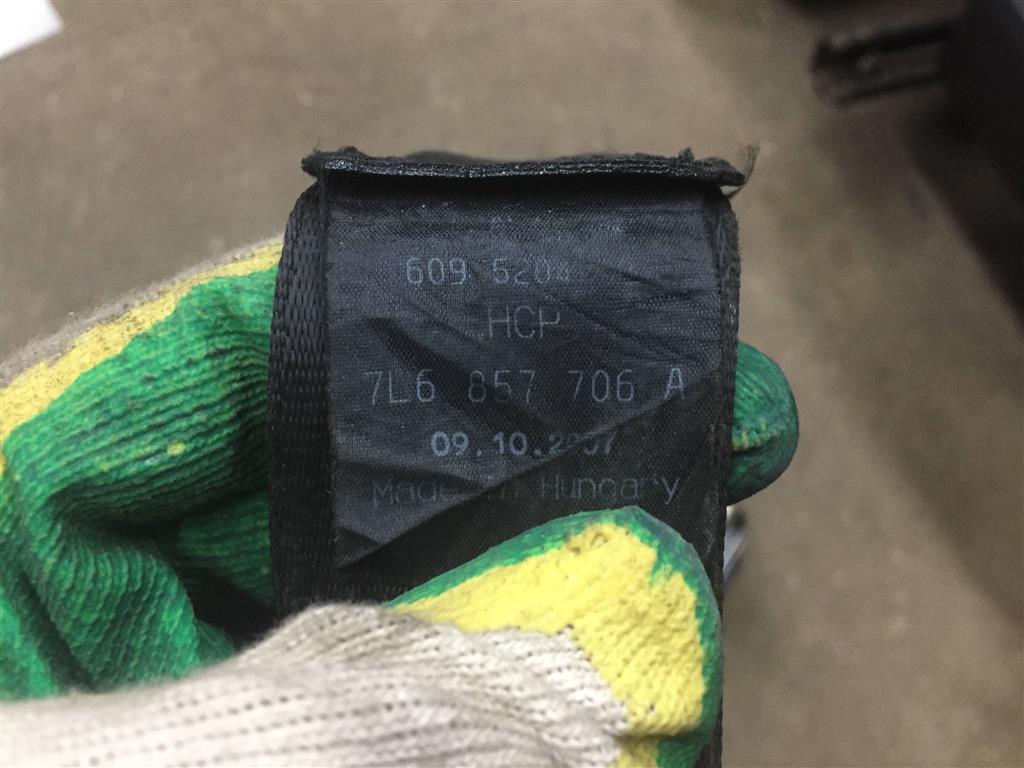 609 5204
HCP
7L6 857 706 A
09.10.2007
Made in Hungary